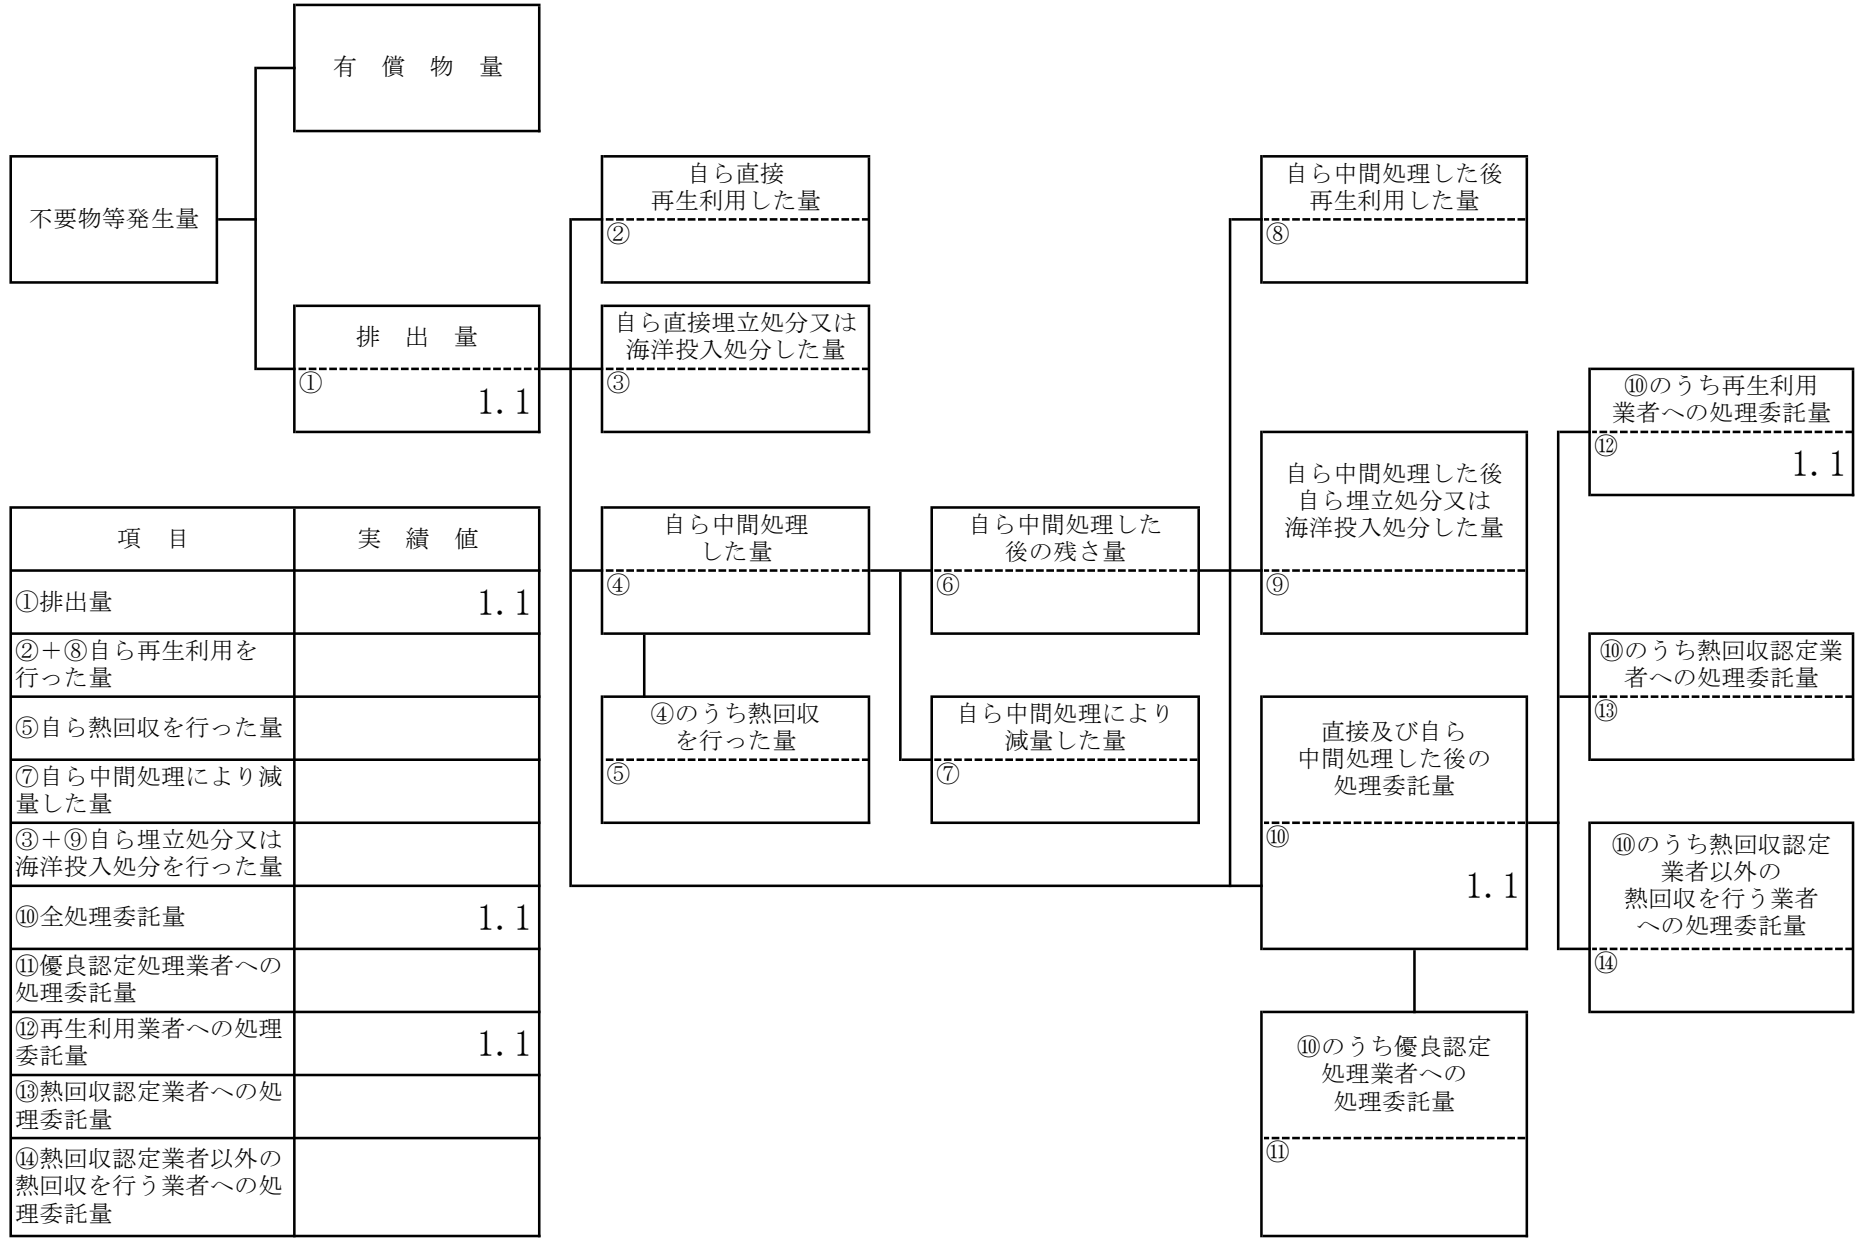 有 償 物 量
不要物等発生量
排 出 量
①
1.1
自ら直接
再生利用した量
②
自ら直接埋立処分又は
海洋投入処分した量
③
自ら中間処理
した量
④
④のうち熱回収
を行った量
⑤
自ら中間処理した
後の残さ量
⑥
自ら中間処理により
減量した量
⑦
自ら中間処理した後
再生利用した量
⑧
自ら中間処理した後
自ら埋立処分又は
海洋投入処分した量
⑨
直接及び自ら
中間処理した後の
処理委託量
⑩
1.1
⑩のうち優良認定
処理業者への
処理委託量
⑪
⑩のうち再生利用
業者への処理委託量
⑫
1.1
⑩のうち熱回収認定業
者への処理委託量
⑬
⑩のうち熱回収認定
業者以外の
熱回収を行う業者
への処理委託量
⑭
項 目 実 績 値
①排出量 1.1
②＋⑧自ら再生利用を
行った量
⑤自ら熱回収を行った量
⑦自ら中間処理により減
量した量
③＋⑨自ら埋立処分又は
海洋投入処分を行った量
⑩全処理委託量 1.1
⑪優良認定処理業者への
処理委託量
⑫再生利用業者への処理
委託量 1.1
⑬熱回収認定業者への処
理委託量
⑭熱回収認定業者以外の
熱回収を行う業者への処
理委託量